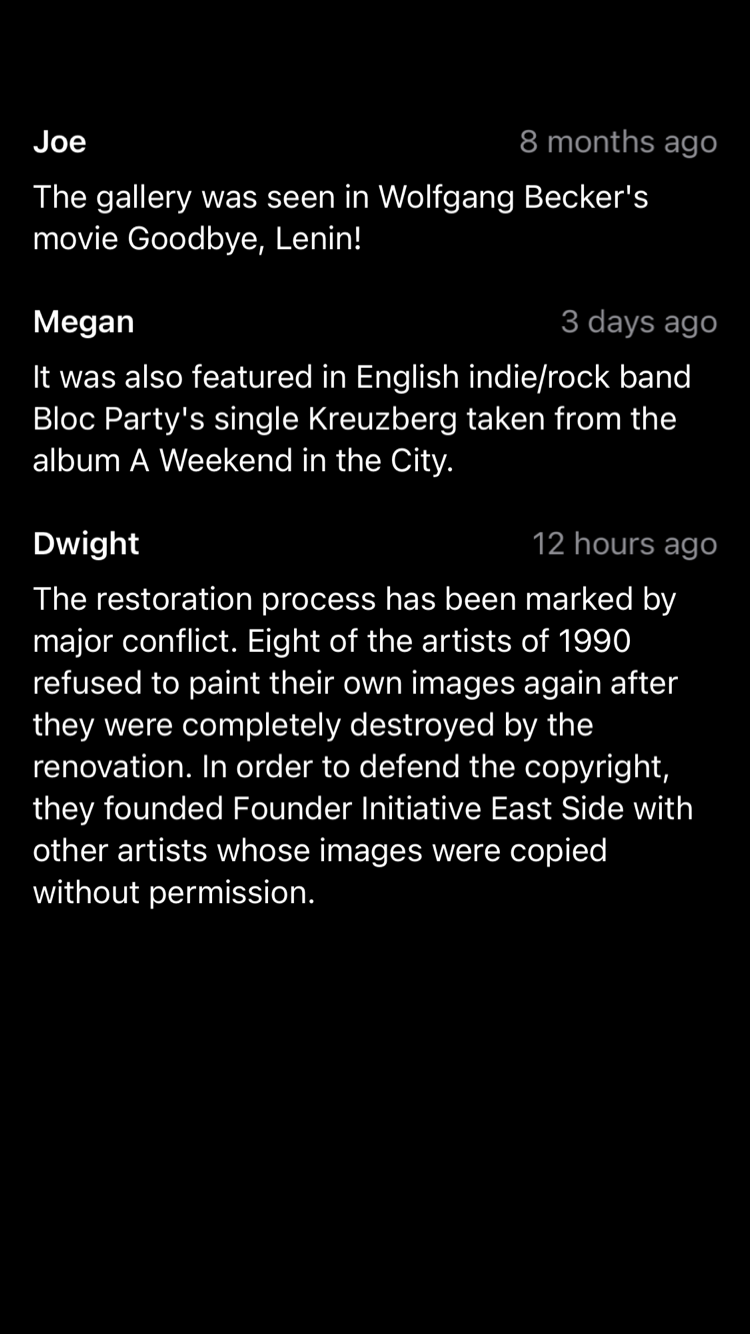 Joe 8 months ago
The gallery was seen in Wolfgang Becker's
movie Goodbye, Lenin!
Megan 3 days ago
It was also featured in English indie/rock band
Bloc Party's single Kreuzberg taken from the
album A Weekend in the City.
Dwight 12 hours ago
The restoration process has been marked by
major conflict. Eight of the artists of 1990
refused to paint their own images again after
they were completely destroyed by the
renovation. In order to defend the copyright,
they founded Founder Initiative East Side with
other artists whose images were copied
without permission.